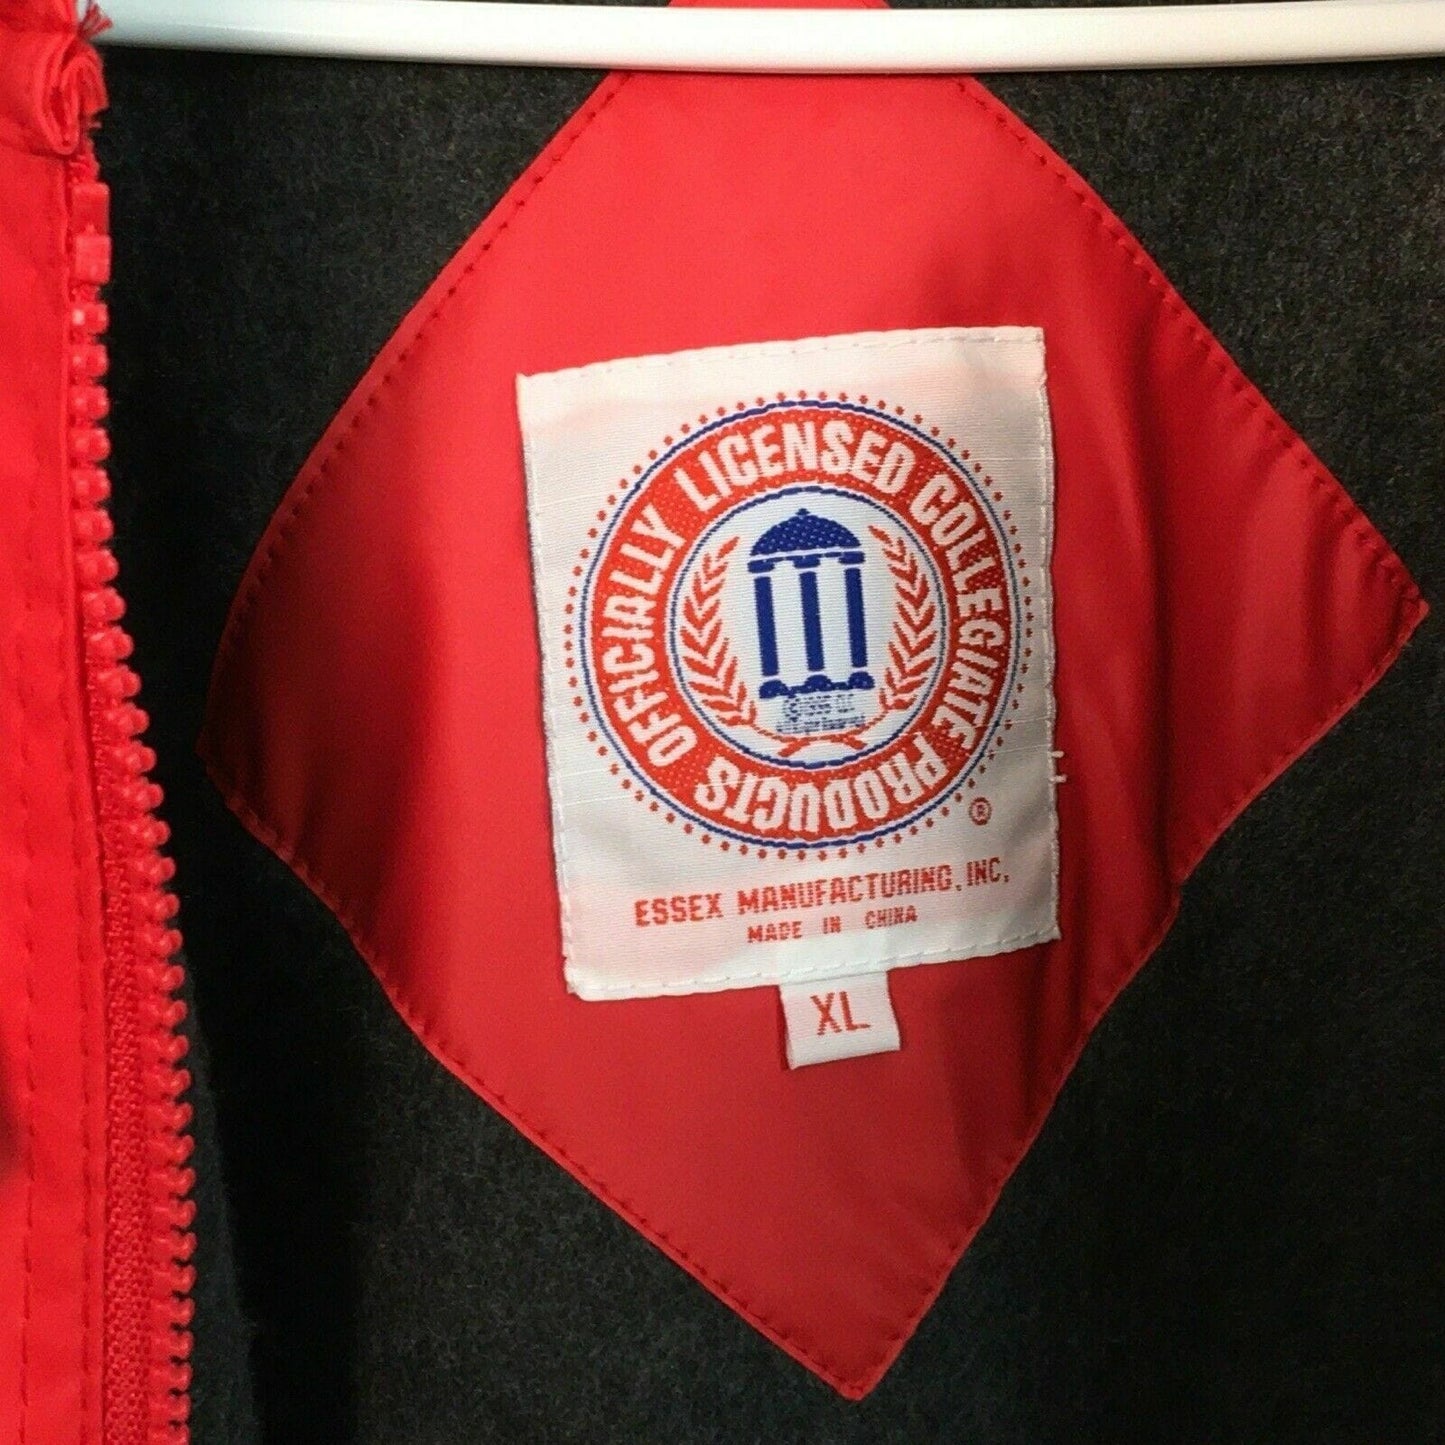 OFFICIALLY LICENSED COLLEGIATE PRODUCTS
®
ESSEX MANUFACTURING, INC.
MADE IN CHINA
XL